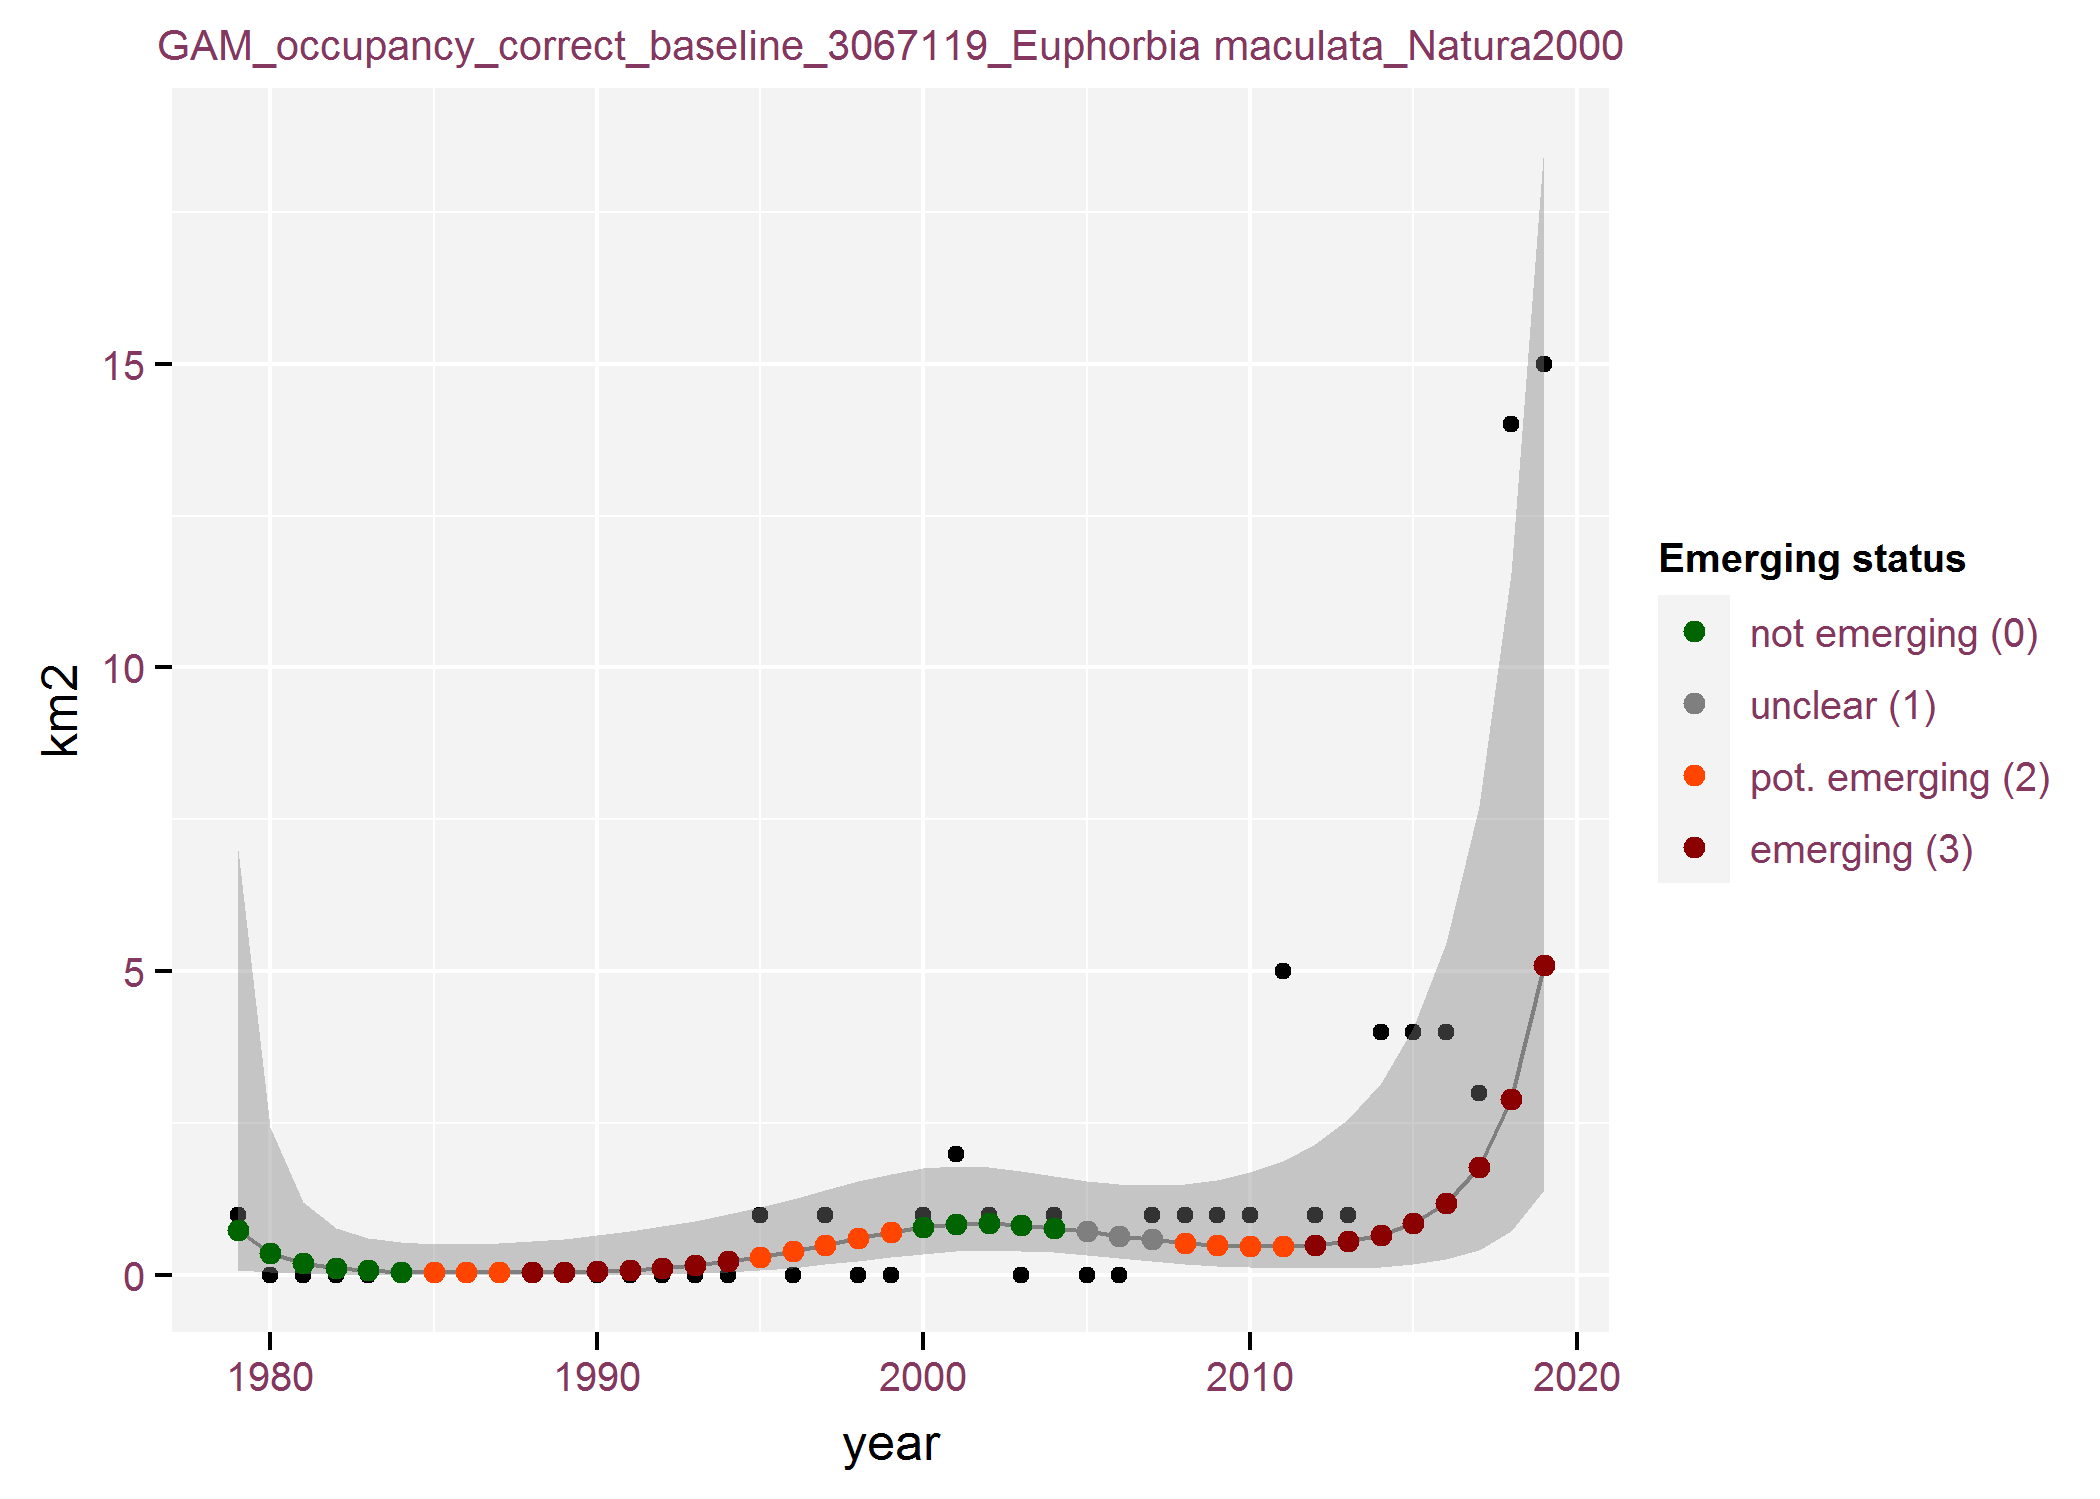 GAM_occupancy_correct_baseline_3067119_Euphorbia maculata_Natura2000
15
10
5
0
km2
1980 1990 2000 2010 2020
year
Emerging status
not emerging (0)
unclear (1)
pot. emerging (2)
emerging (3)